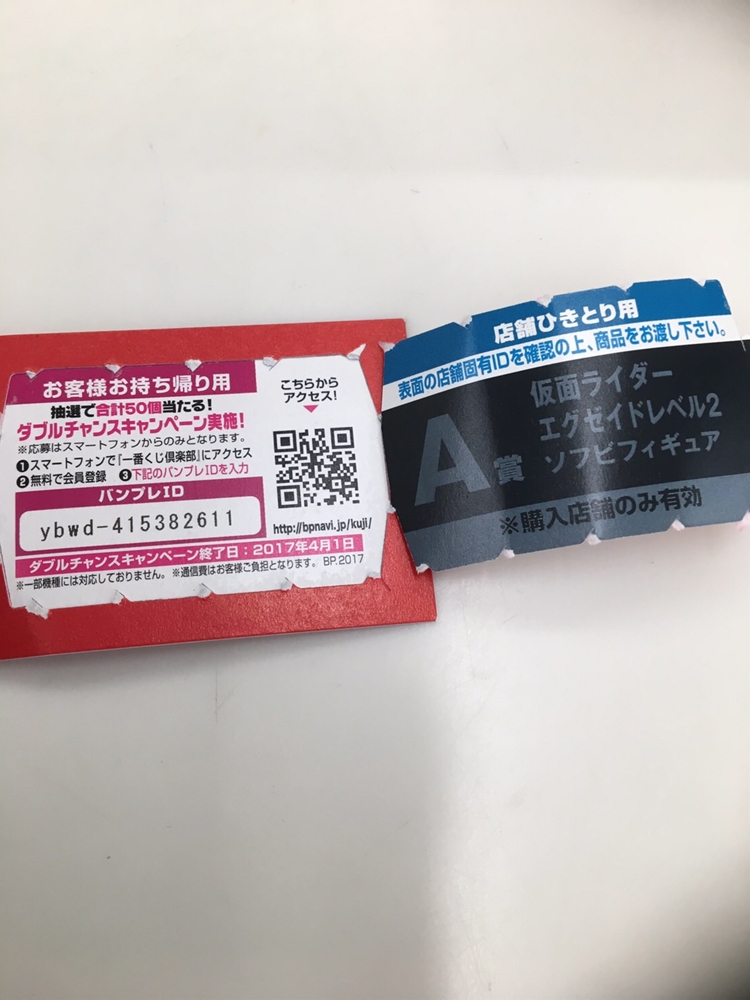 お客様お持ち帰り用
抽選で合計50個当たる!
ダブルチャンスキャンペーン実施!
※応募はスマートフォンからのみとなります。
❶スマートフォンで『一番くじ倶楽部』にアクセス
❷無料で会員登録 ❸下記のバンプレIDを入力
バンプレID
ybwd-415382611
こちらから
アクセス!
http://bpnavi.jp/kuji/
ダブルチャンスキャンペーン終了日：2017年4月1日
※一部機種には対応しておりません。 ※通信費はお客様ご負担となります。 BP.2017
店舗ひきとり用
表面の店舗固有IDを確認の上、商品をお渡し下さい。
A賞
仮面ライダー
エグゼイドレベル2
ソフビフィギュア
※購入店舗のみ有効